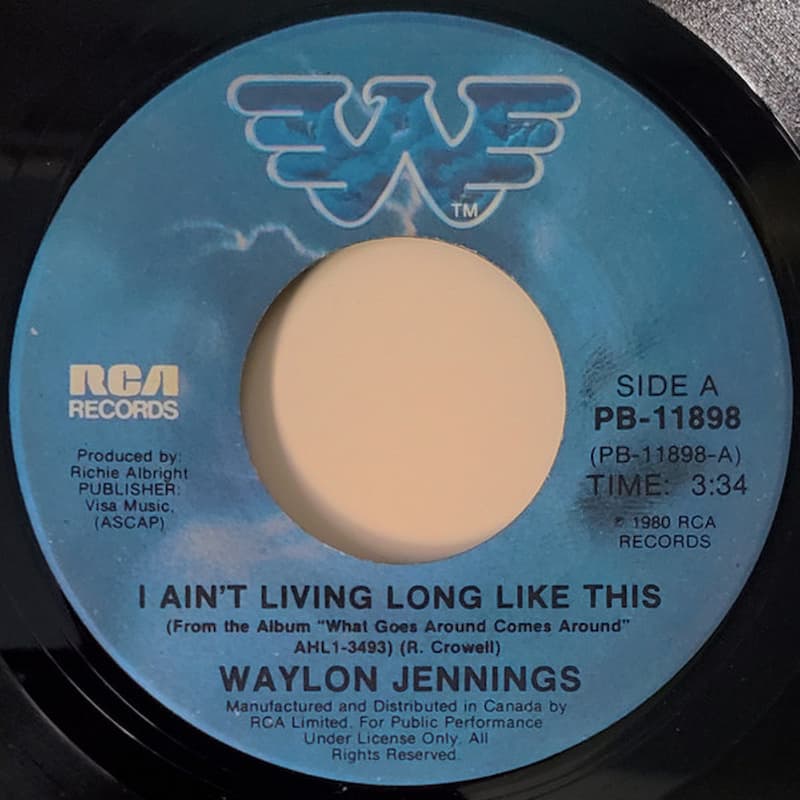 W
TM
RCA
RECORDS
Produced by:
Richie Albright
PUBLISHER:
Visa Music,
(ASCAP)
SIDE A
PB-11898
(PB-11898-A)
TIME: 3:34
℗ 1980 RCA
RECORDS
I AIN'T LIVING LONG LIKE THIS
(From the Album "What Goes Around Comes Around"
AHL1-3493) (R. Crowell)
WAYLON JENNINGS
Manufactured and Distributed in Canada by
RCA Limited. For Public Performance
Under License Only. All
Rights Reserved.